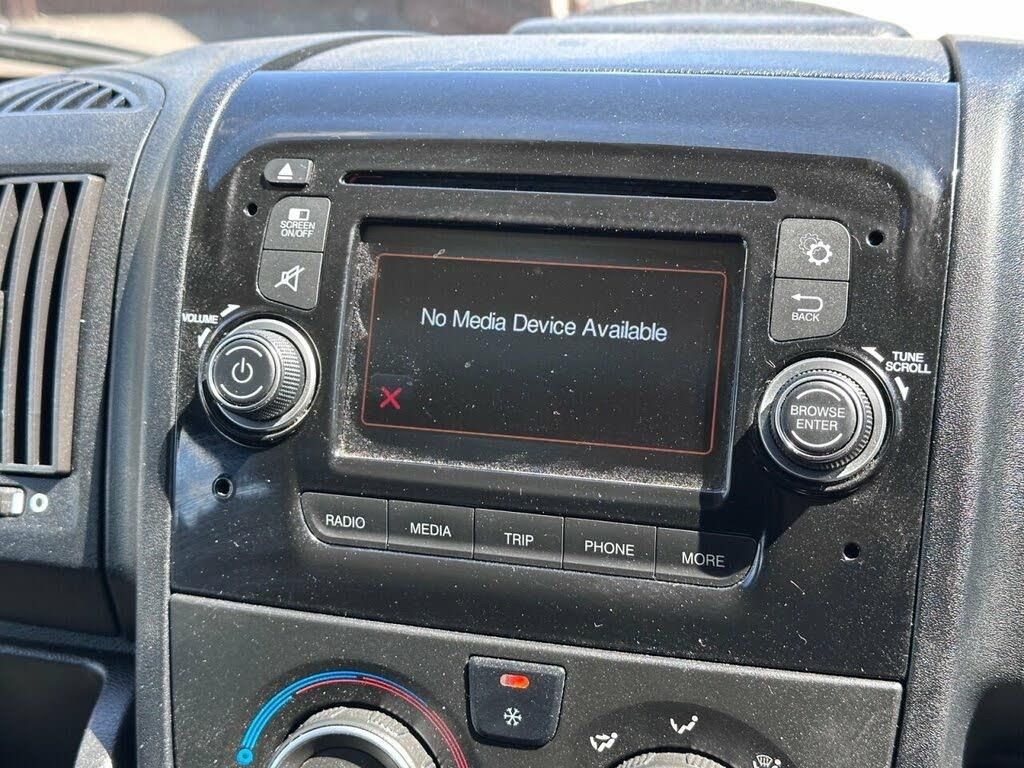 SCREEN
ON/OFF
VOLUME
No Media Device Available
BACK
TUNE
SCROLL
BROWSE
ENTER
RADIO
MEDIA
TRIP
PHONE
MORE
O